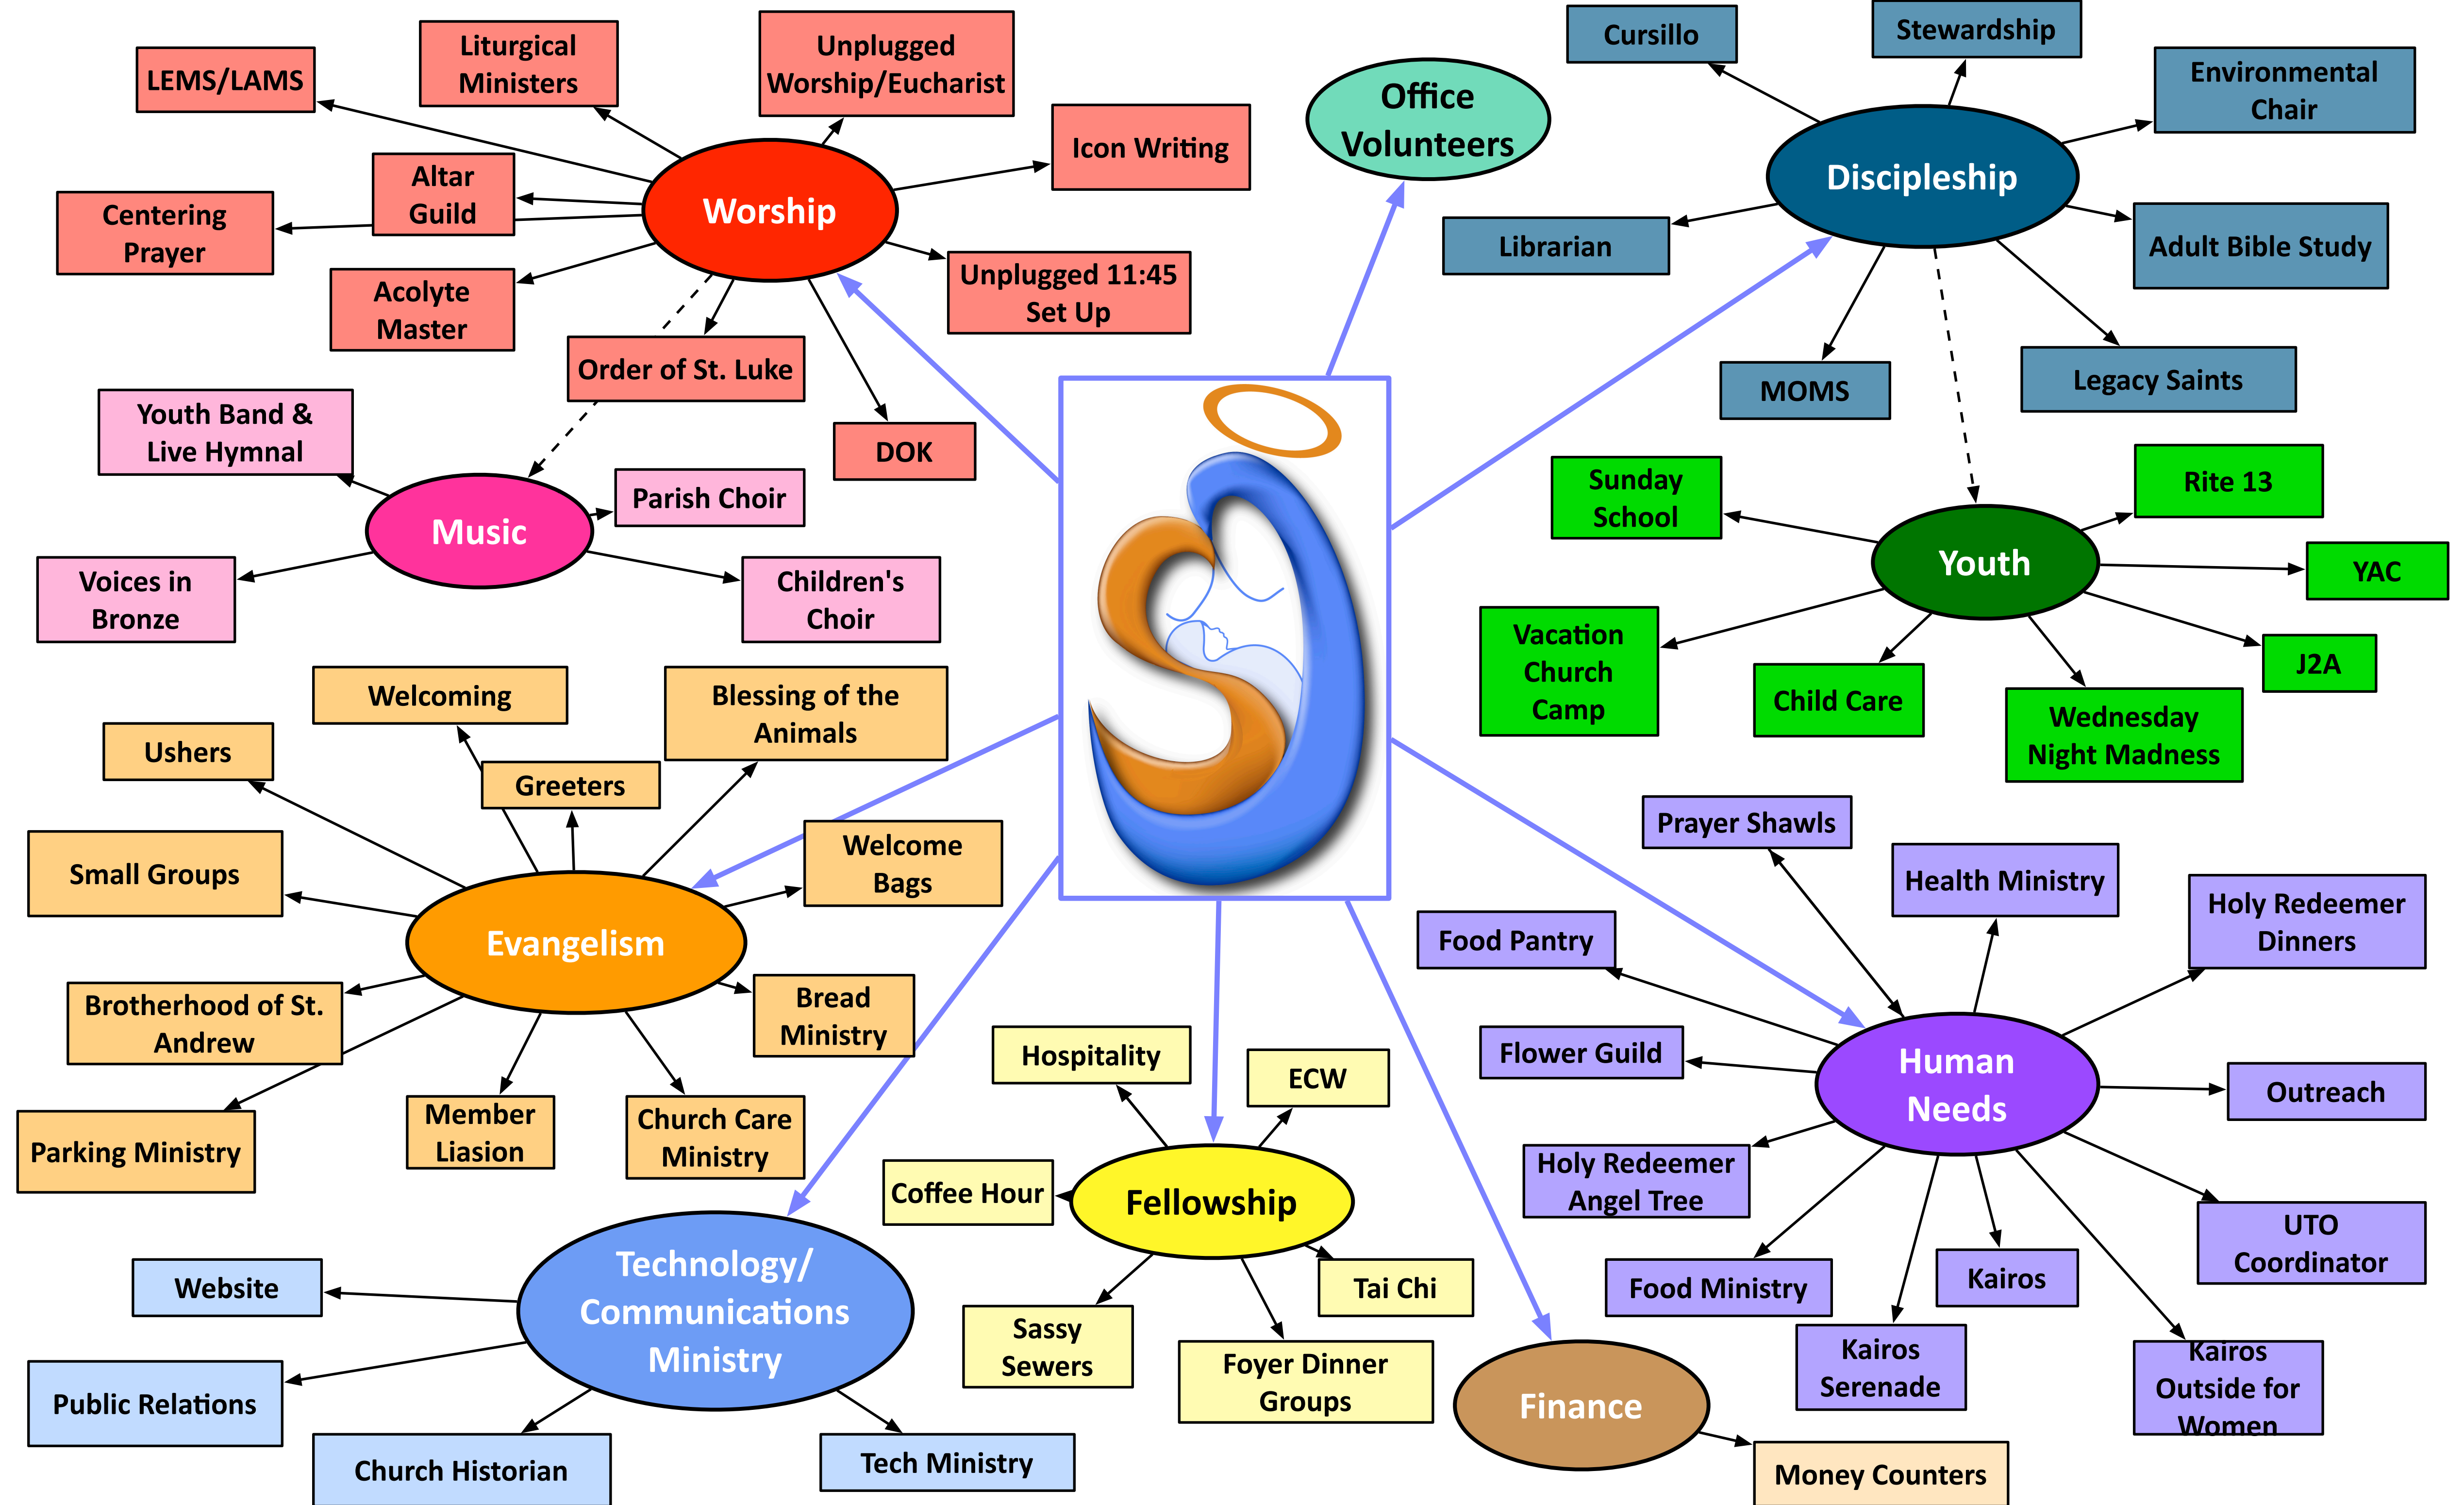 LEMS/LAMS
Liturgical
Ministers
Unplugged
Worship/Eucharist
Icon Writing
Altar
Guild
Centering
Prayer
Worship
Acolyte
Master
Unplugged 11:45
Set Up
Order of St. Luke
DOK
Office
Volunteers
Cursillo
Stewardship
Environmental
Chair
Discipleship
Librarian
Adult Bible Study
MOMS
Legacy Saints
Youth Band &
Live Hymnal
Parish Choir
Music
Voices in
Bronze
Children's
Choir
Sunday
School
Rite 13
Youth
YAC
Vacation
Church
Camp
Child Care
J2A
Wednesday
Night Madness
Welcoming
Blessing of the
Animals
Ushers
Greeters
Small Groups
Welcome
Bags
Evangelism
Brotherhood of St.
Andrew
Bread
Ministry
Parking Ministry
Member
Liasion
Church Care
Ministry
Prayer Shawls
Health Ministry
Food Pantry
Holy Redeemer
Dinners
Flower Guild
Human
Needs
Outreach
Holy Redeemer
Angel Tree
UTO
Coordinator
Food Ministry
Kairos
Kairos
Serenade
Kairos
Outside for
Women
Hospitality
ECW
Coffee Hour
Fellowship
Tai Chi
Sassy
Sewers
Foyer Dinner
Groups
Technology/
Communications
Ministry
Website
Public Relations
Church Historian
Tech Ministry
Finance
Money Counters